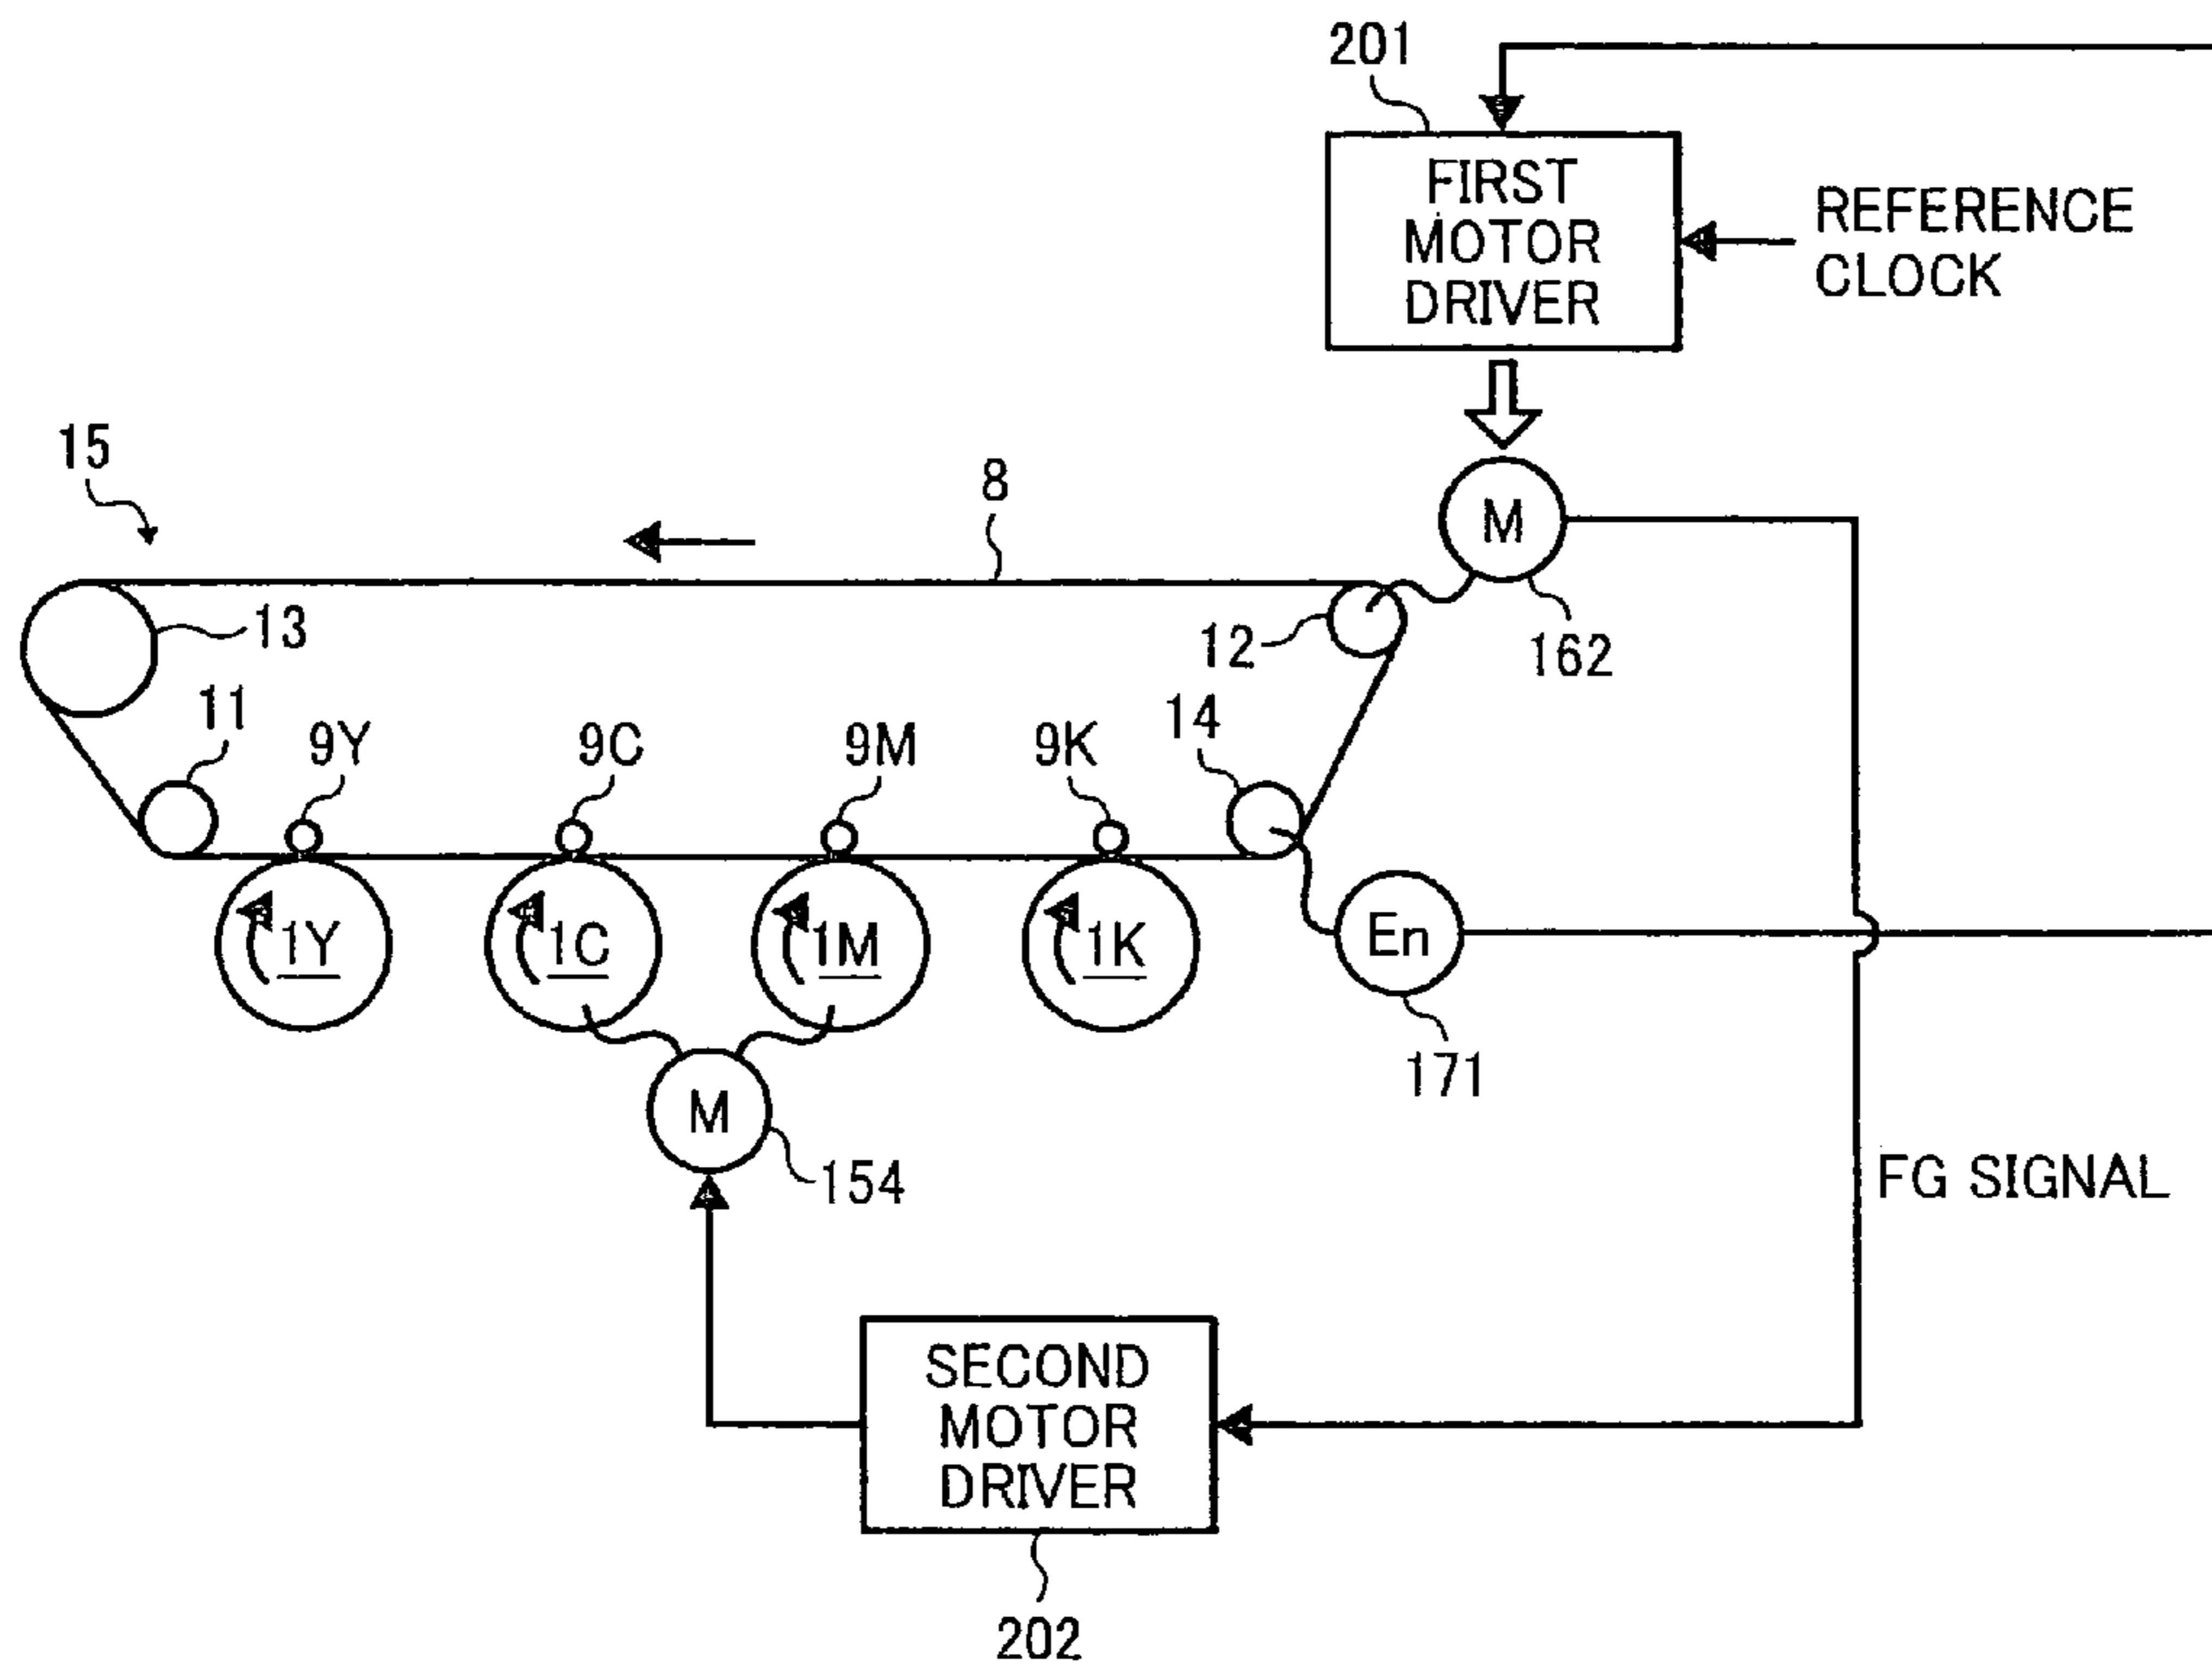 201
FIRST
MOTOR
DRIVER
REFERENCE
CLOCK
15
8
M
13
12
162
11
14
9Y
9C
9M
9K
1Y
1C
1M
1K
En
171
M
154
FG SIGNAL
SECOND
MOTOR
DRIVER
202